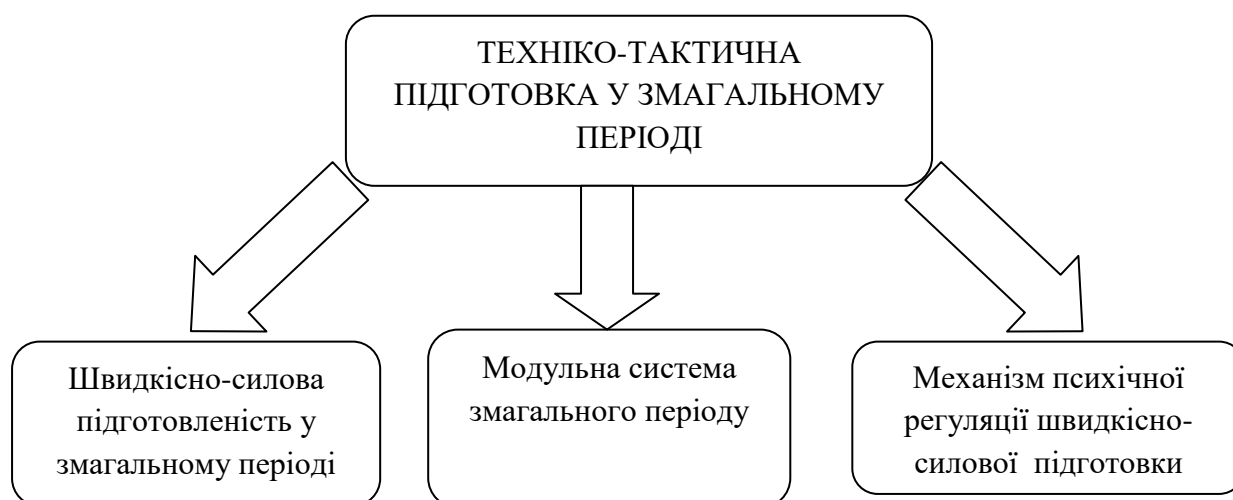 ТЕХНІКО-ТАКТИЧНА
ПІДГОТОВКА У ЗМАГАЛЬНОМУ
ПЕРІОДІ
Швидкісно-силова
підготовленість у
змагальному періоді
Модульна система
змагального періоду
Механізм психічної
регуляції швидкісно-
силової підготовки